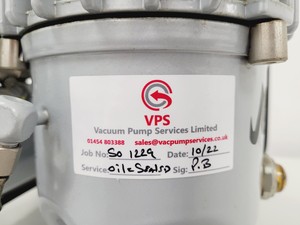 VPS
Vacuum Pump Services Limited
01454 803388 sales@vacpumpservices.co.uk
Job No: SO 1229 Date: 10/22
Service: Oil & Sealed Sig: P.B